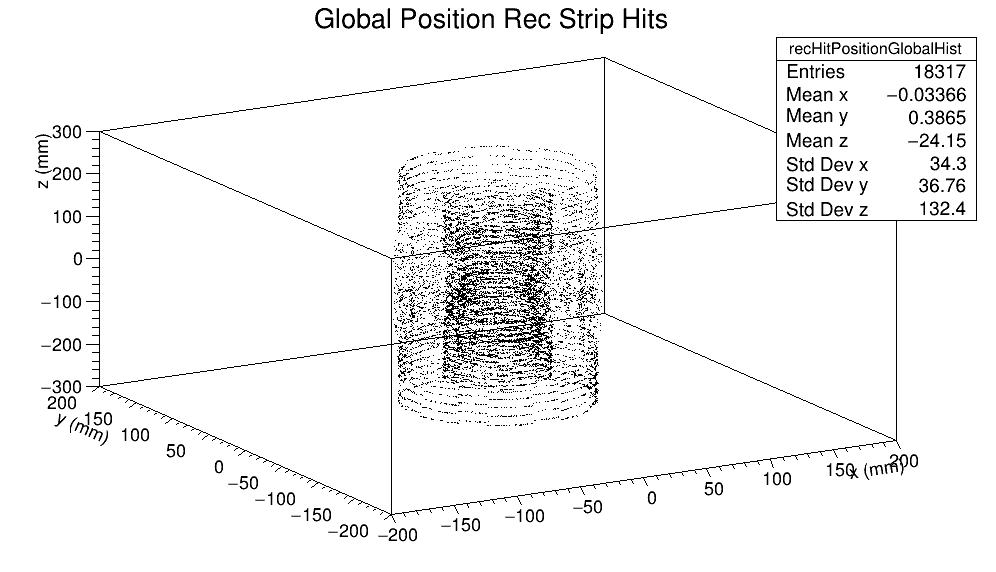 Global Position Rec Strip Hits
recHitPositionGlobalHist
Entries 18317
Mean x −0.03366
Mean y 0.3865
Mean z −24.15
Std Dev x 34.3
Std Dev y 36.76
Std Dev z 132.4
z (mm)
300
200
100
0
−100
−200
−300
y (mm)
200
150
100
50
0
−50
−100
−150
−200
−200
−150
−100
−50
0
50
100
150
200
x (mm)